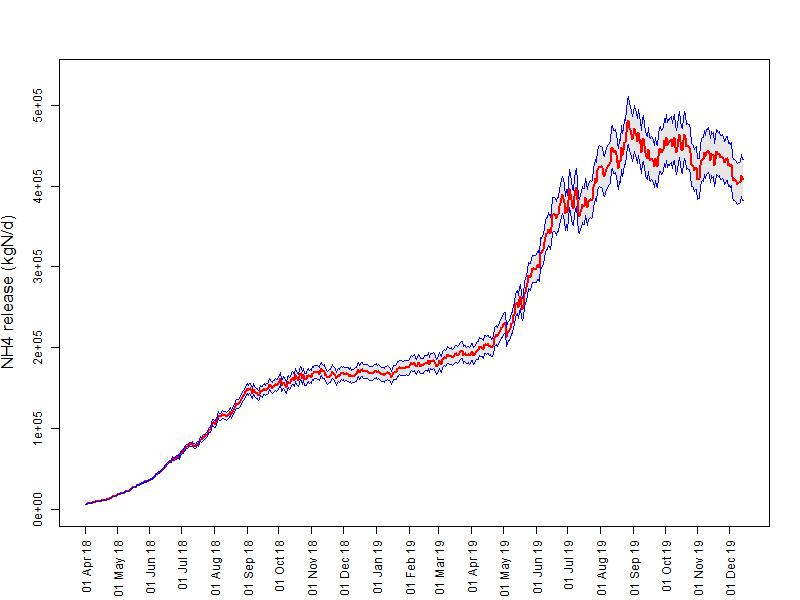 NH4 release (kgN/d)
5e+05
4e+05
3e+05
2e+05
1e+05
0e+00
01 Apr 18
01 May 18
01 Jun 18
01 Jul 18
01 Aug 18
01 Sep 18
01 Oct 18
01 Nov 18
01 Dec 18
01 Jan 19
01 Feb 19
01 Mar 19
01 Apr 19
01 May 19
01 Jun 19
01 Jul 19
01 Aug 19
01 Sep 19
01 Oct 19
01 Nov 19
01 Dec 19